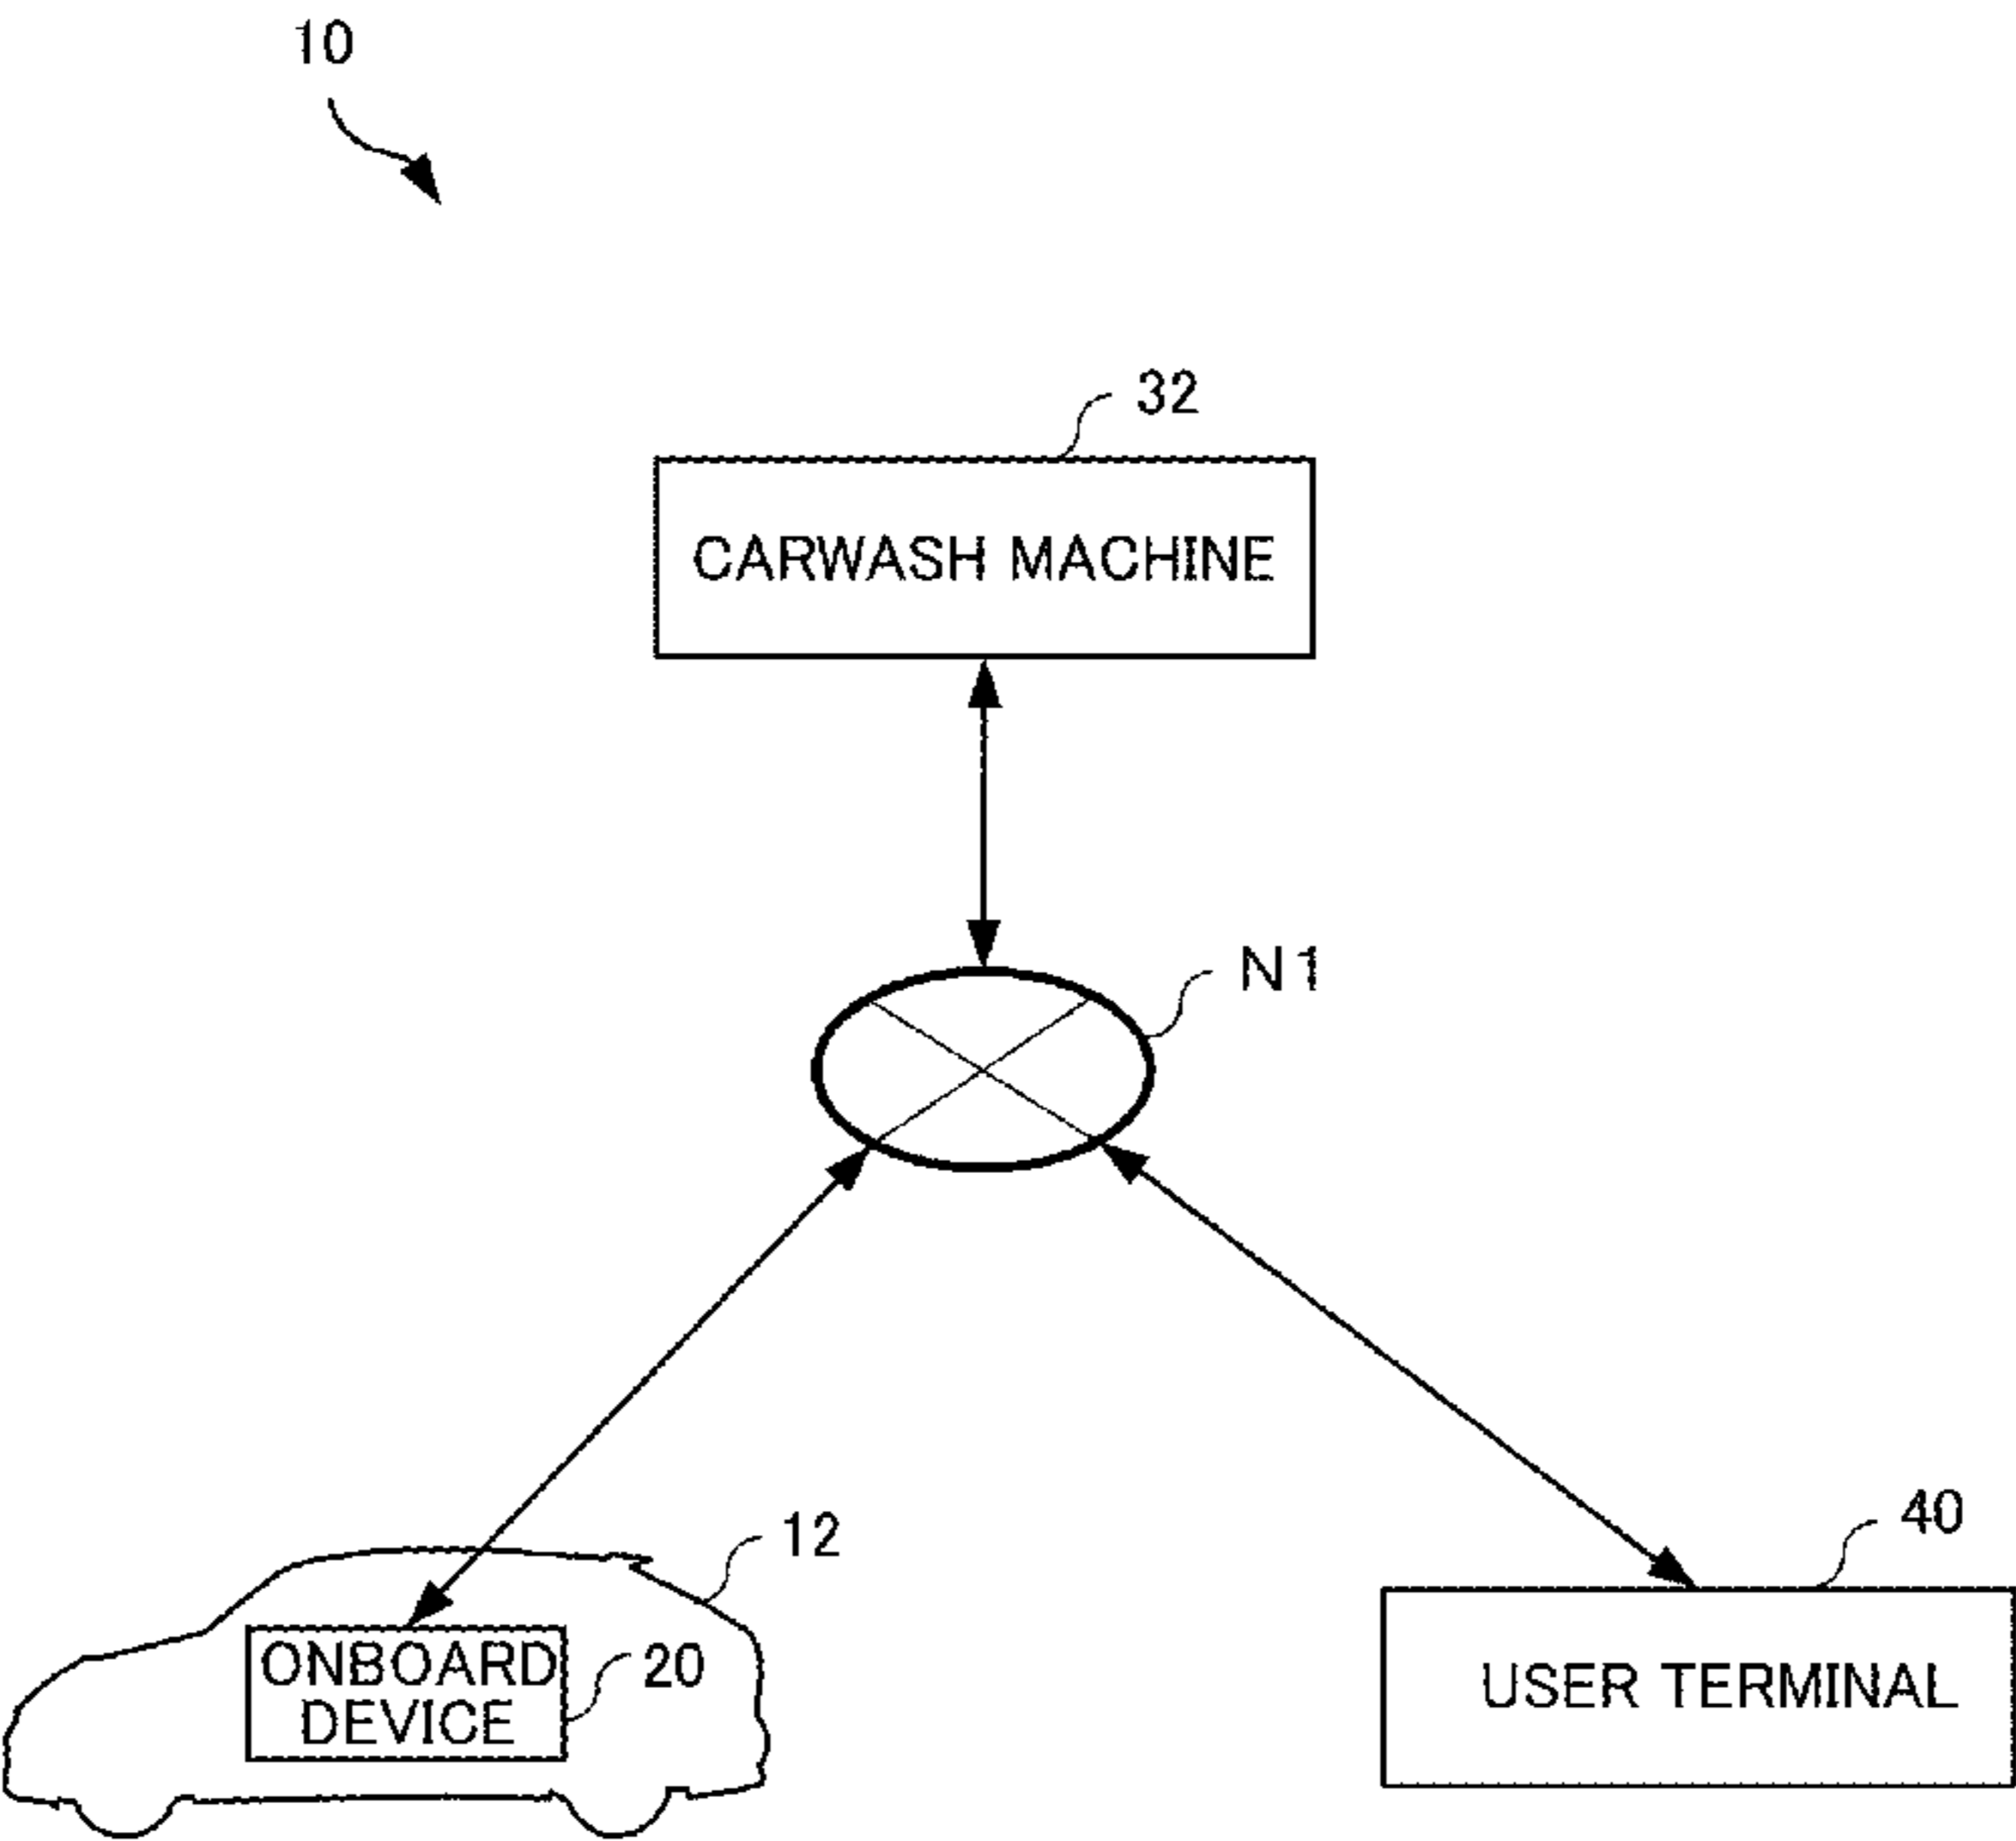 10
32
CARWASH MACHINE
N1
12
40
ONBOARD
DEVICE
20
USER TERMINAL